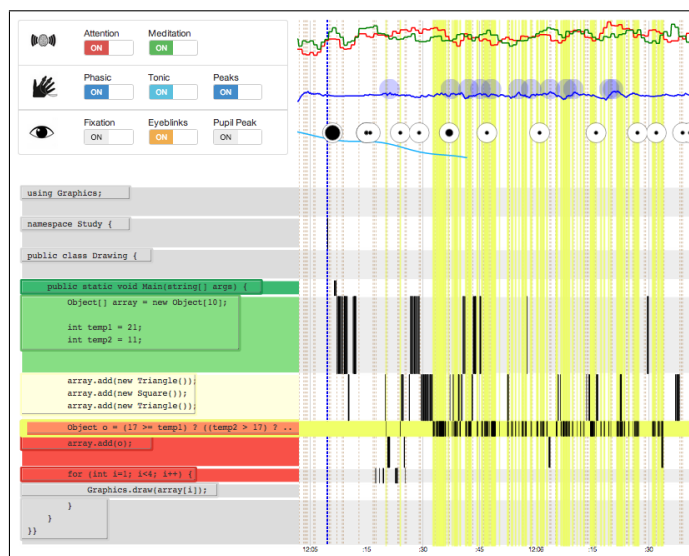 Attention Meditation
ON ON
Phasic Tonic Peaks
ON ON ON
Fixation Eyeblinks Pupil Peak
ON ON ON
using Graphics;
namespace Study {
public class Drawing {
public static void Main(string[] args) {
Object[] array = new Object[10];
int temp1 = 21;
int temp2 = 11;
array.add(new Triangle());
array.add(new Square());
array.add(new Triangle());
Object o = (17 >= temp1) ? ((temp2 > 17) ? ..
array.add(o);
for (int i=1; i<4; i++) {
Graphics.draw(array[i]);
}
}
}}
12:05 :15 :30 :45 12:06 :15 :30